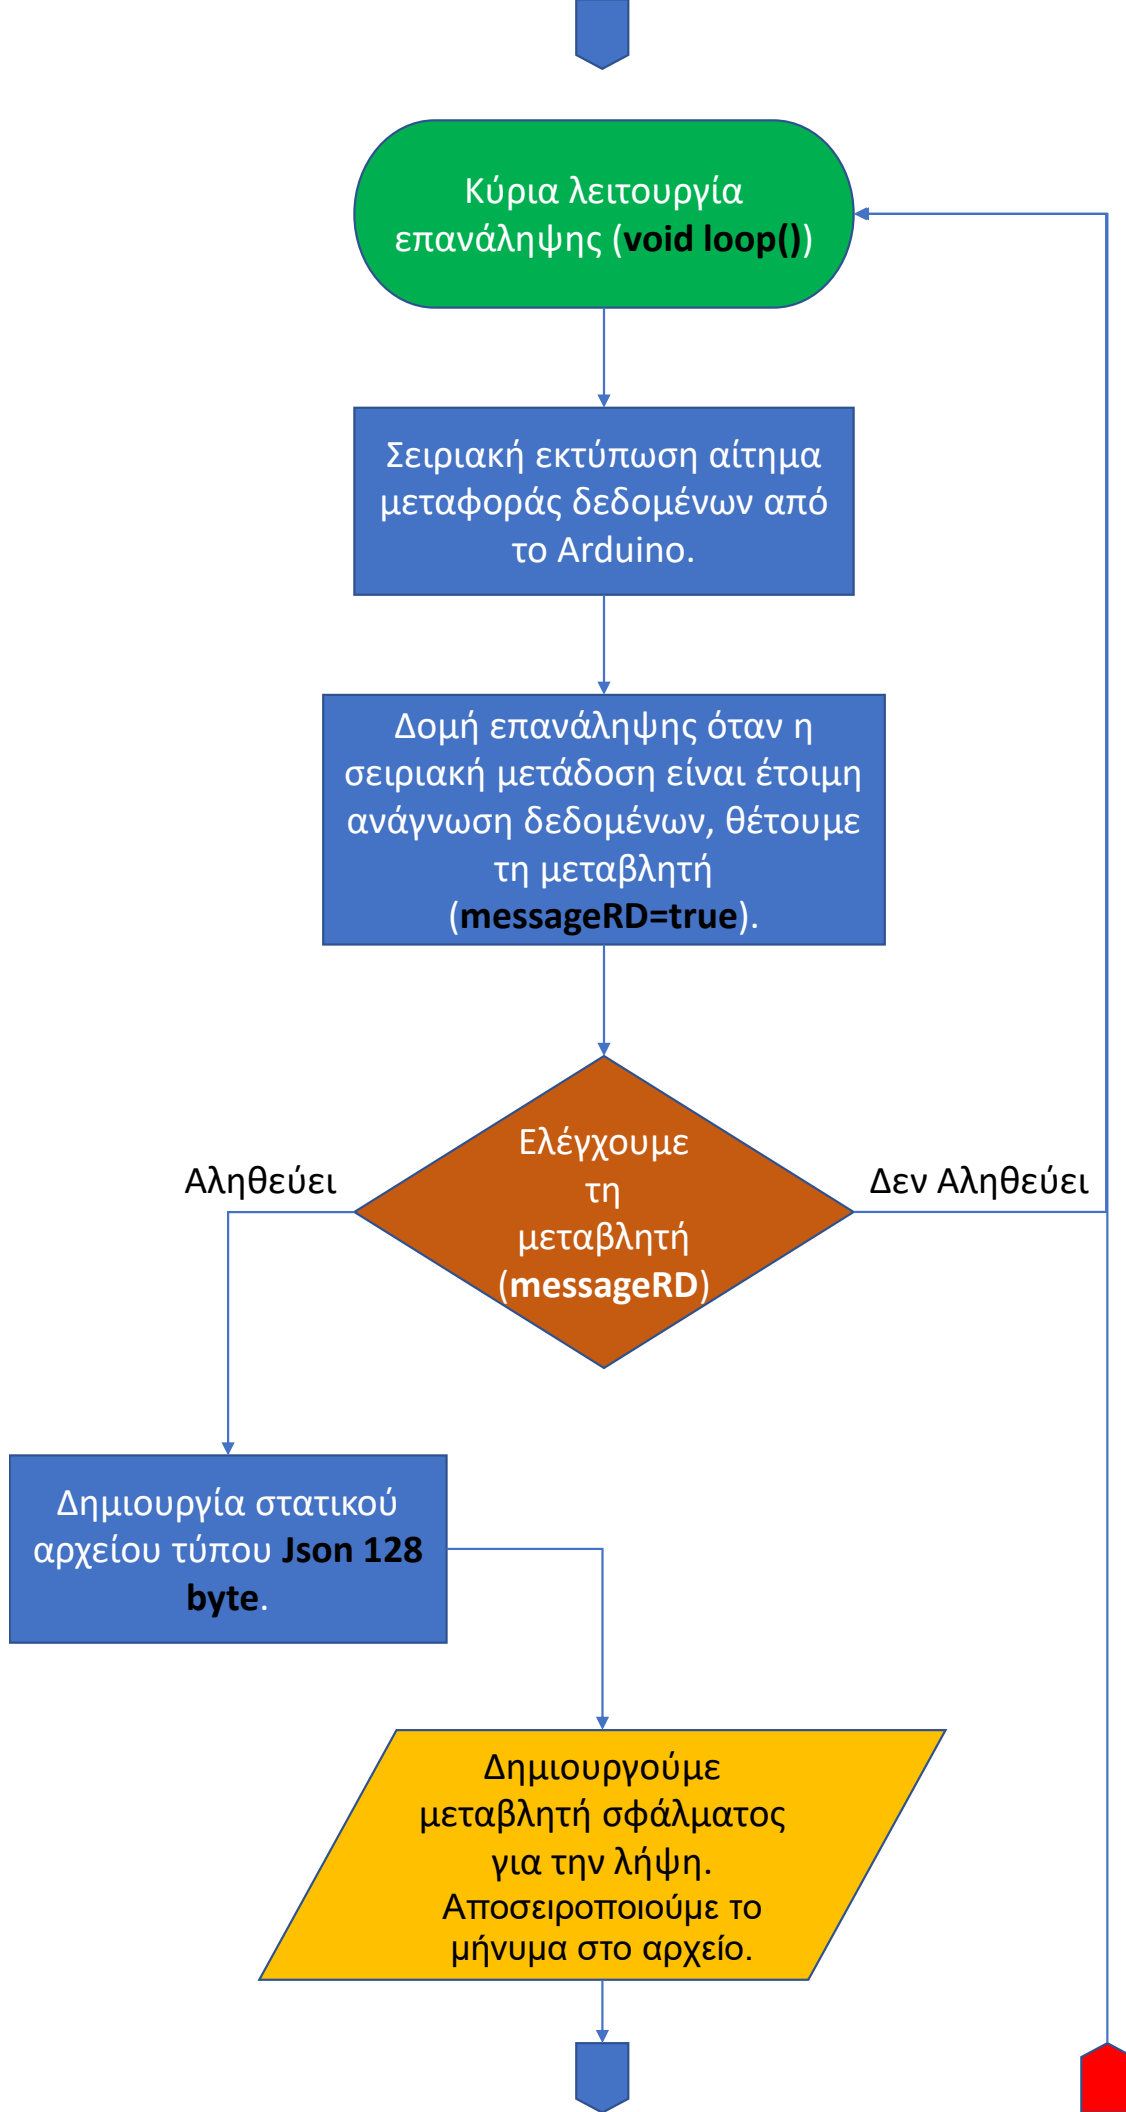 Κύρια λειτουργία
επανάληψης (void loop())
Σειριακή εκτύπωση αίτημα
μεταφοράς δεδομένων από
το Arduino.
Δομή επανάληψης όταν η
σειριακή μετάδοση είναι έτοιμη
ανάγνωση δεδομένων, θέτουμε
τη μεταβλητή
(messageRD=true).
Ελέγχουμε
τη
μεταβλητή
(messageRD)
Αληθεύει
Δεν Αληθεύει
Δημιουργία στατικού
αρχείου τύπου Json 128
byte.
Δημιουργούμε
μεταβλητή σφάλματος
για την λήψη.
Αποσειροποιούμε το
μήνυμα στο αρχείο.